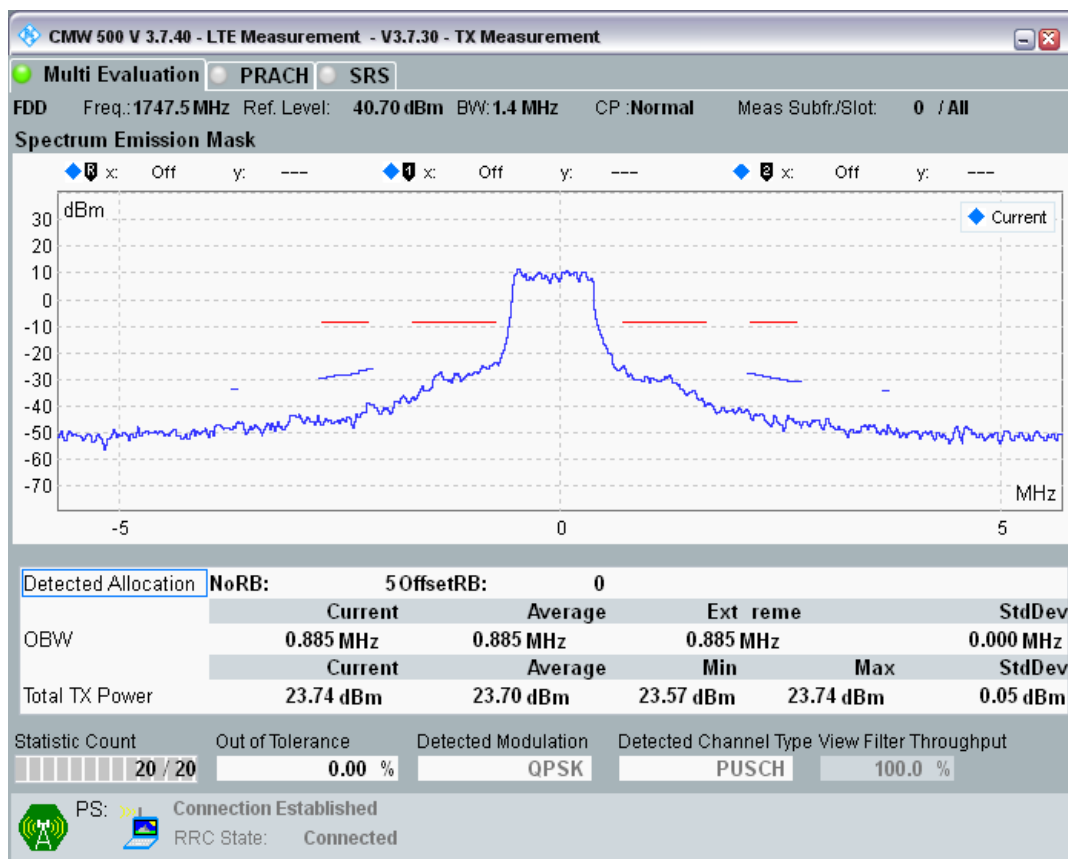 CMW 500 V 3.7.40 - LTE Measurement - V3.7.30 - TX Measurement
Multi Evaluation PRACH SRS
FDD Freq.: 1747.5 MHz Ref. Level: 40.70 dBm BW: 1.4 MHz CP :Normal Meas Subfr./Slot: 0 / All
Spectrum Emission Mask
R x: Off y: --- 1 x: Off y: --- 2 x: Off y: ---
dBm
Current
30
20
10
0
-10
-20
-30
-40
-50
-60
-70
MHz
-5 0 5
Detected Allocation NoRB: 5 OffsetRB: 0
Current Average Ext reme StdDev
OBW 0.885 MHz 0.885 MHz 0.885 MHz 0.000 MHz
Current Average Min Max StdDev
Total TX Power 23.74 dBm 23.70 dBm 23.57 dBm 23.74 dBm 0.05 dBm
Statistic Count Out of Tolerance Detected Modulation Detected Channel Type View Filter Throughput
20 / 20 0.00 % QPSK PUSCH 100.0 %
PS: Connection Established
RRC State: Connected